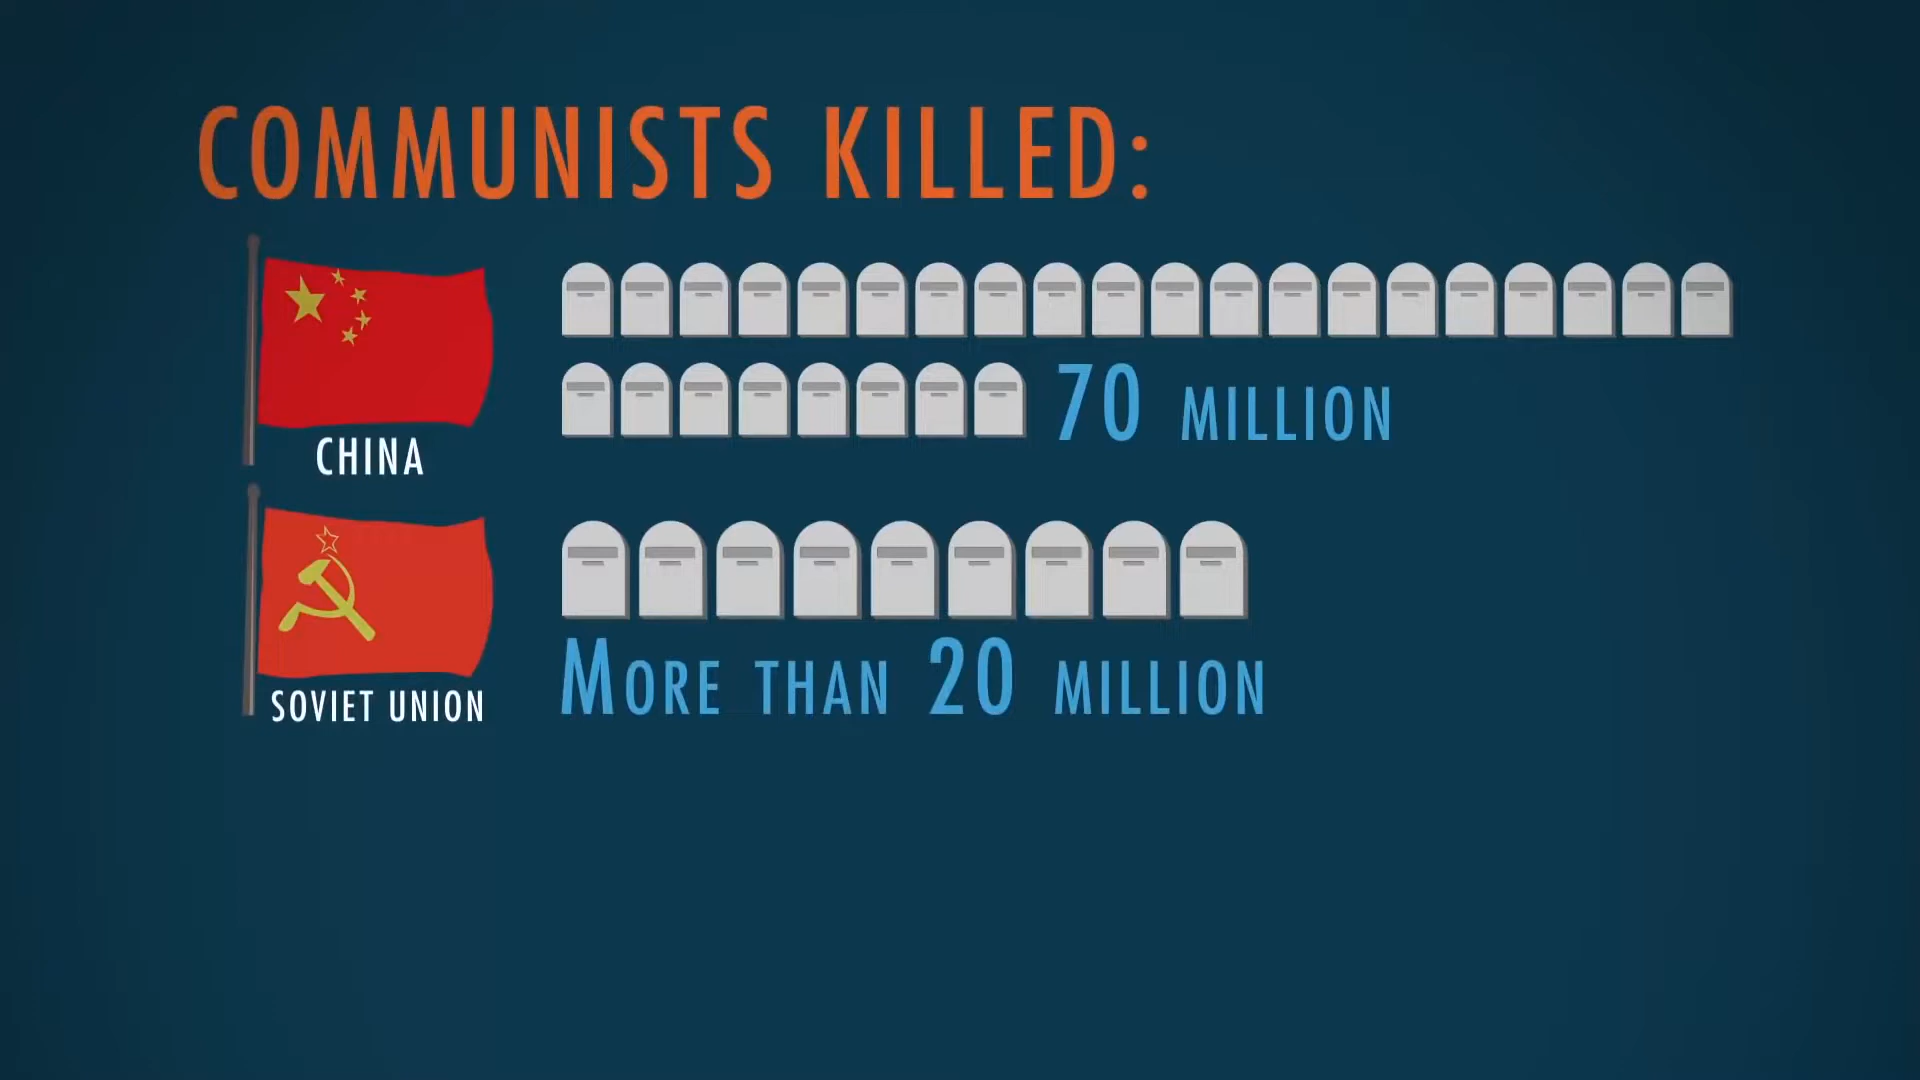 COMMUNISTS KILLED:
70 MILLION
CHINA
MORE THAN 20 MILLION
SOVIET UNION